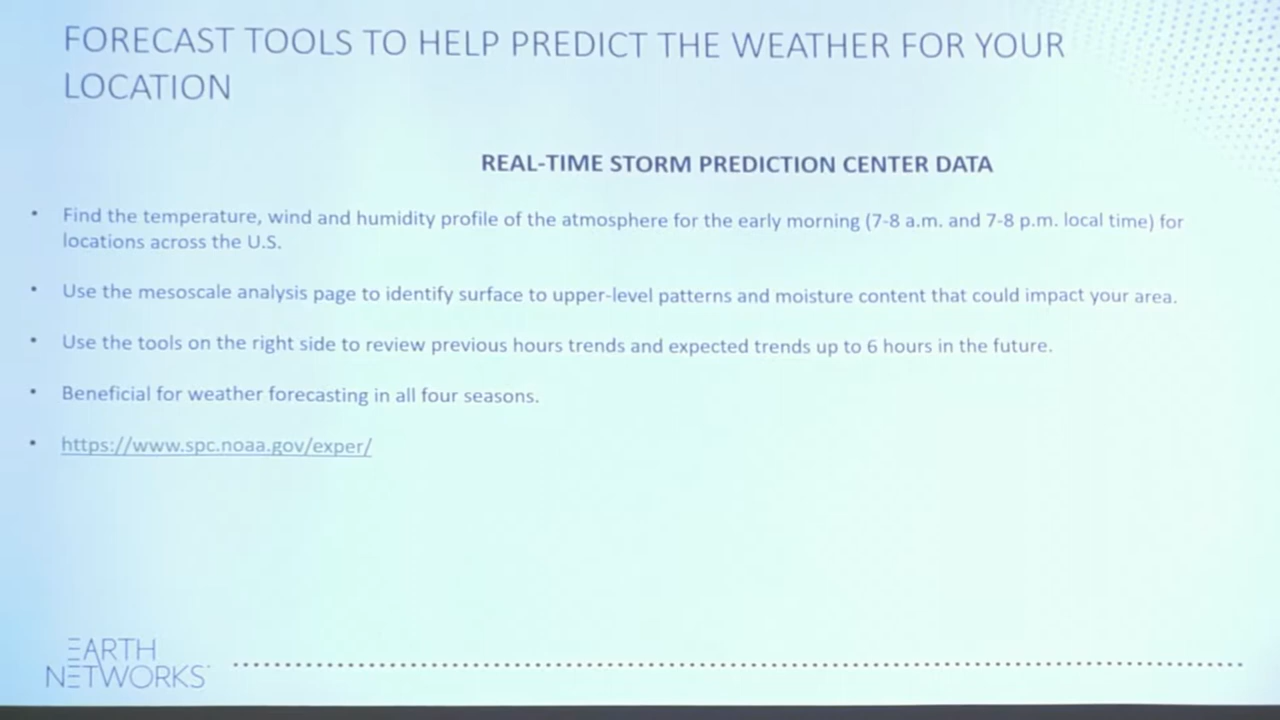 FORECAST TOOLS TO HELP PREDICT THE WEATHER FOR YOUR
LOCATION
REAL-TIME STORM PREDICTION CENTER DATA
• Find the temperature, wind and humidity profile of the atmosphere for the early morning (7-8 a.m. and 7-8 p.m. local time) for
locations across the U.S.
• Use the mesoscale analysis page to identify surface to upper-level patterns and moisture content that could impact your area.
• Use the tools on the right side to review previous hours trends and expected trends up to 6 hours in the future.
• Beneficial for weather forecasting in all four seasons.
• https://www.spc.noaa.gov/exper/
EARTH
NETWORKS